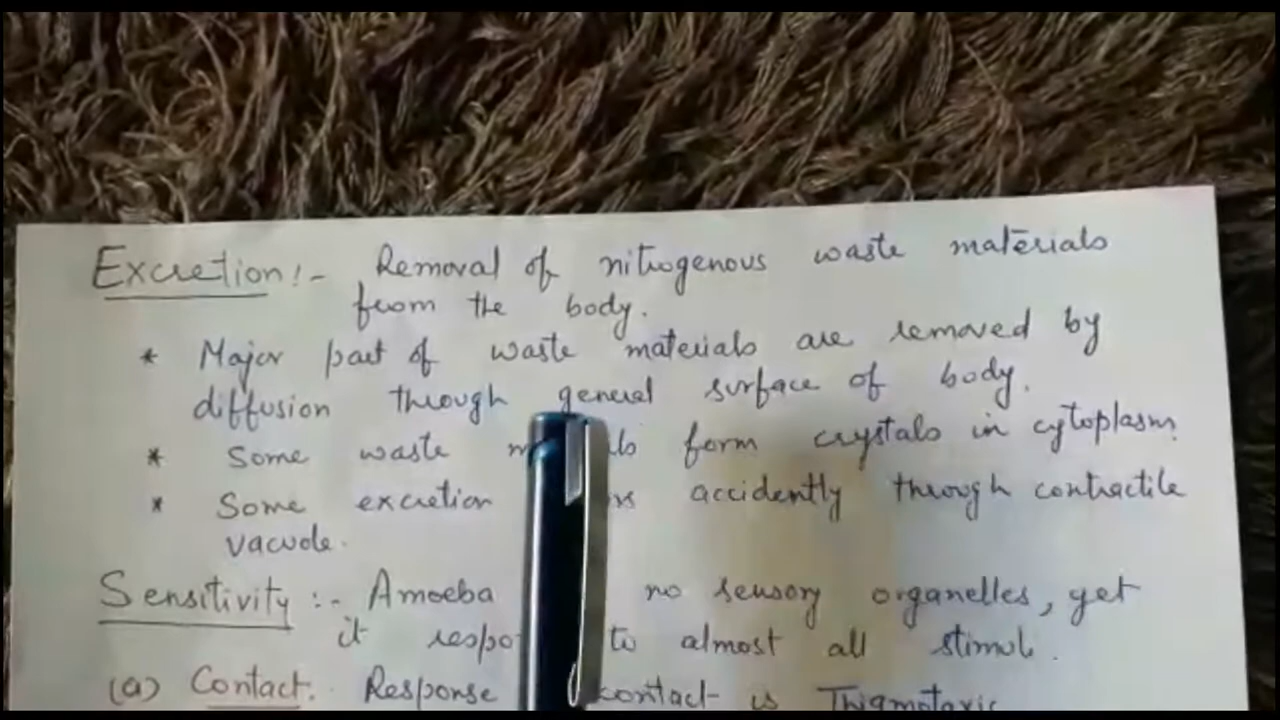 Excretion:- Removal of nitrogenous waste materials
from the body.
* Major part of waste materials are removed by
diffusion through general surface of body.
* Some waste form crystals in cytoplasm.
* Some excretion accidently through contractile
vacuole.
Sensitivity:- Amoeba no sensory organelles, yet
it to almost all stimuli.
(a) Contact. Response contact is Thigmotaxis